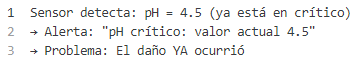 1 Sensor detecta: pH = 4.5 (ya está en crítico)
2 → Alerta: "pH crítico: valor actual 4.5"
3 → Problema: El daño YA ocurrió